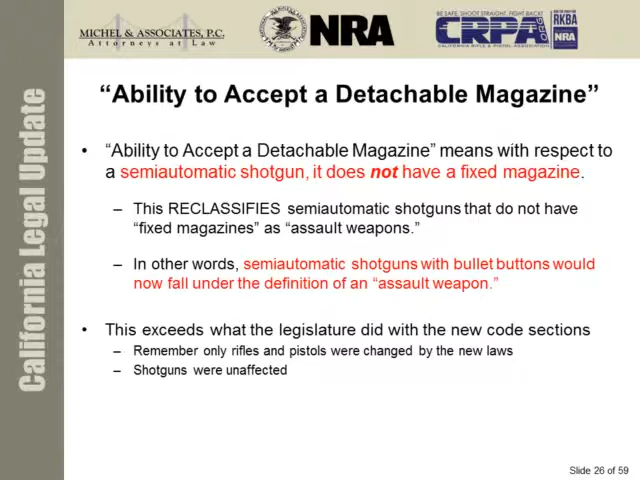 MICHEL & ASSOCIATES, P.C.
Attorneys at Law
NRA
BE SAFE, SHOOT STRAIGHT, FIGHT BACK!
CRPA.ORG
CALIFORNIA RIFLE & PISTOL ASSOCIATION
RKBA
NRA
California Legal Update
“Ability to Accept a Detachable Magazine”
• “Ability to Accept a Detachable Magazine” means with respect to
a semiautomatic shotgun, it does not have a fixed magazine.
– This RECLASSIFIES semiautomatic shotguns that do not have
“fixed magazines” as “assault weapons.”
– In other words, semiautomatic shotguns with bullet buttons would
now fall under the definition of an “assault weapon.”
• This exceeds what the legislature did with the new code sections
– Remember only rifles and pistols were changed by the new laws
– Shotguns were unaffected
Slide 26 of 59